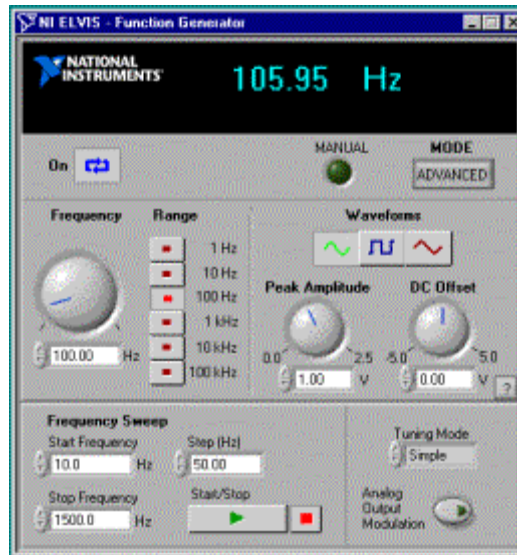 NI ELVIS - Function Generator
NATIONAL
INSTRUMENTS
105.95 Hz
MANUAL
MODE
On
ADVANCED
Frequency
Range
Waveforms
1 Hz
10 Hz
100 Hz
1 kHz
10 kHz
100 kHz
Peak Amplitude
DC Offset
0.0
2.5
-5.0
5.0
100.00 Hz
1.00 V
0.00 V
?
Frequency Sweep
Start Frequency
Step (Hz)
10.0 Hz
50.00
Stop Frequency
Start/Stop
1500.0 Hz
Tuning Mode
Simple
Analog
Output
Modulation